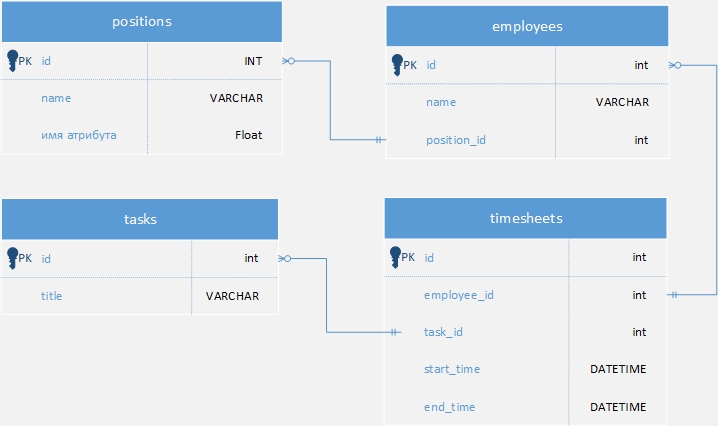 positions
PK id INT
name VARCHAR
имя атрибута Float
employees
PK id int
name VARCHAR
position_id int
tasks
PK id int
title VARCHAR
timesheets
PK id int
employee_id int
task_id int
start_time DATETIME
end_time DATETIME